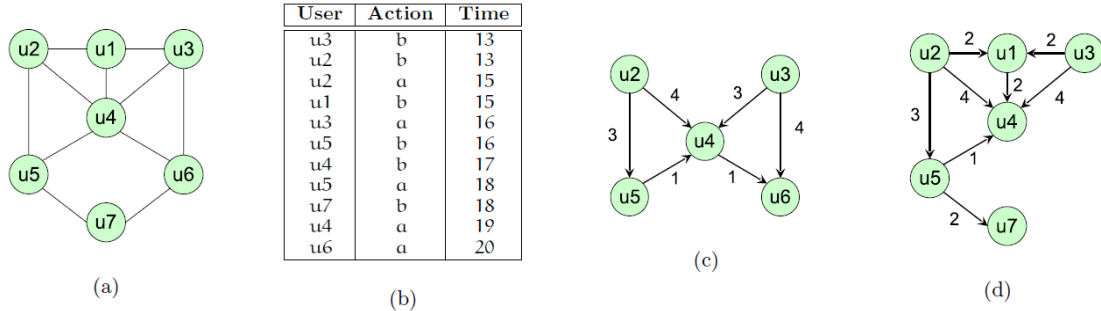 u2 u1 u3
u4
u5 u6
u7
(a)
User Action Time
u3 b 13
u2 b 13
u2 a 15
u1 b 15
u3 a 16
u5 b 16
u4 b 17
u5 a 18
u7 b 18
u4 a 19
u6 a 20
(b)
u2 u3
4 3
3 u4 4
1 1
u5 u6
(c)
2 2
u2 u1 u3
4 2 4
3 u4
1
u5
2 u7
(d)